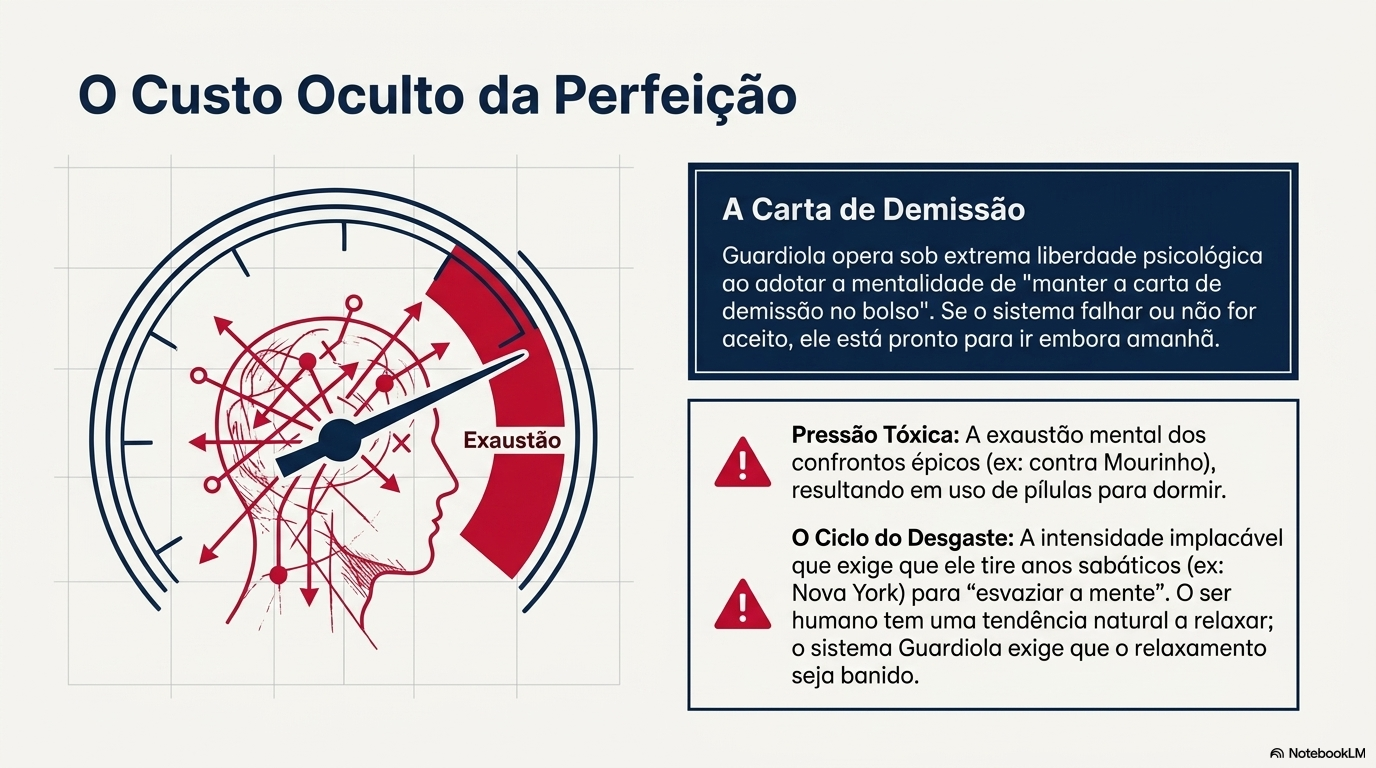 O Custo Oculto da Perfeição
Exaustão
A Carta de Demissão
Guardiola opera sob extrema liberdade psicológica
ao adotar a mentalidade de "manter a carta de
demissão no bolso". Se o sistema falhar ou não for
aceito, ele está pronto para ir embora amanhã.
Pressão Tóxica: A exaustão mental dos
confrontos épicos (ex: contra Mourinho),
resultando em uso de pílulas para dormir.
O Ciclo do Desgaste: A intensidade implacável
que exige que ele tire anos sabáticos (ex:
Nova York) para “esvaziar a mente”. O ser
humano tem uma tendência natural a relaxar;
o sistema Guardiola exige que o relaxamento
seja banido.
NotebookLM